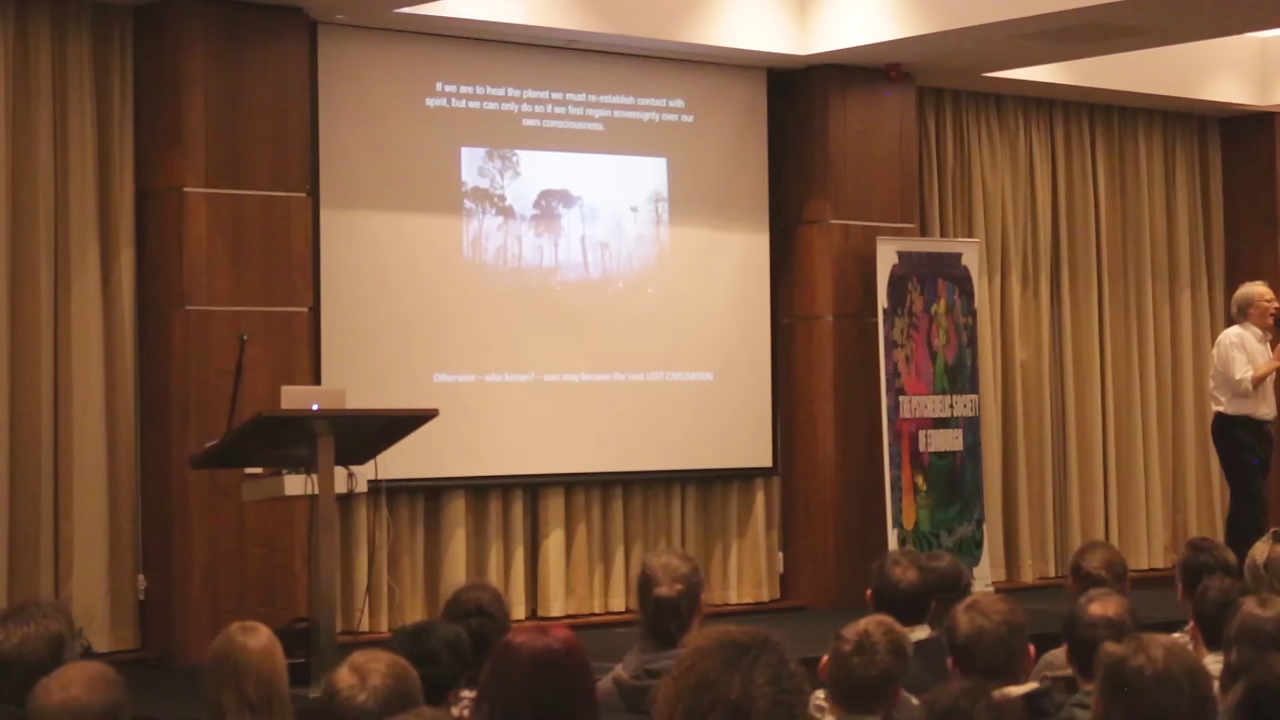 If we are to heal the planet we must re-establish contact with
spirit, but we can only do so if we first regain sovereignty over our
own consciousness.
Otherwise – who knows? – ours may become the next LOST CIVILISATION
THE PSYCHEDELIC SOCIETY
OF EDINBURGH